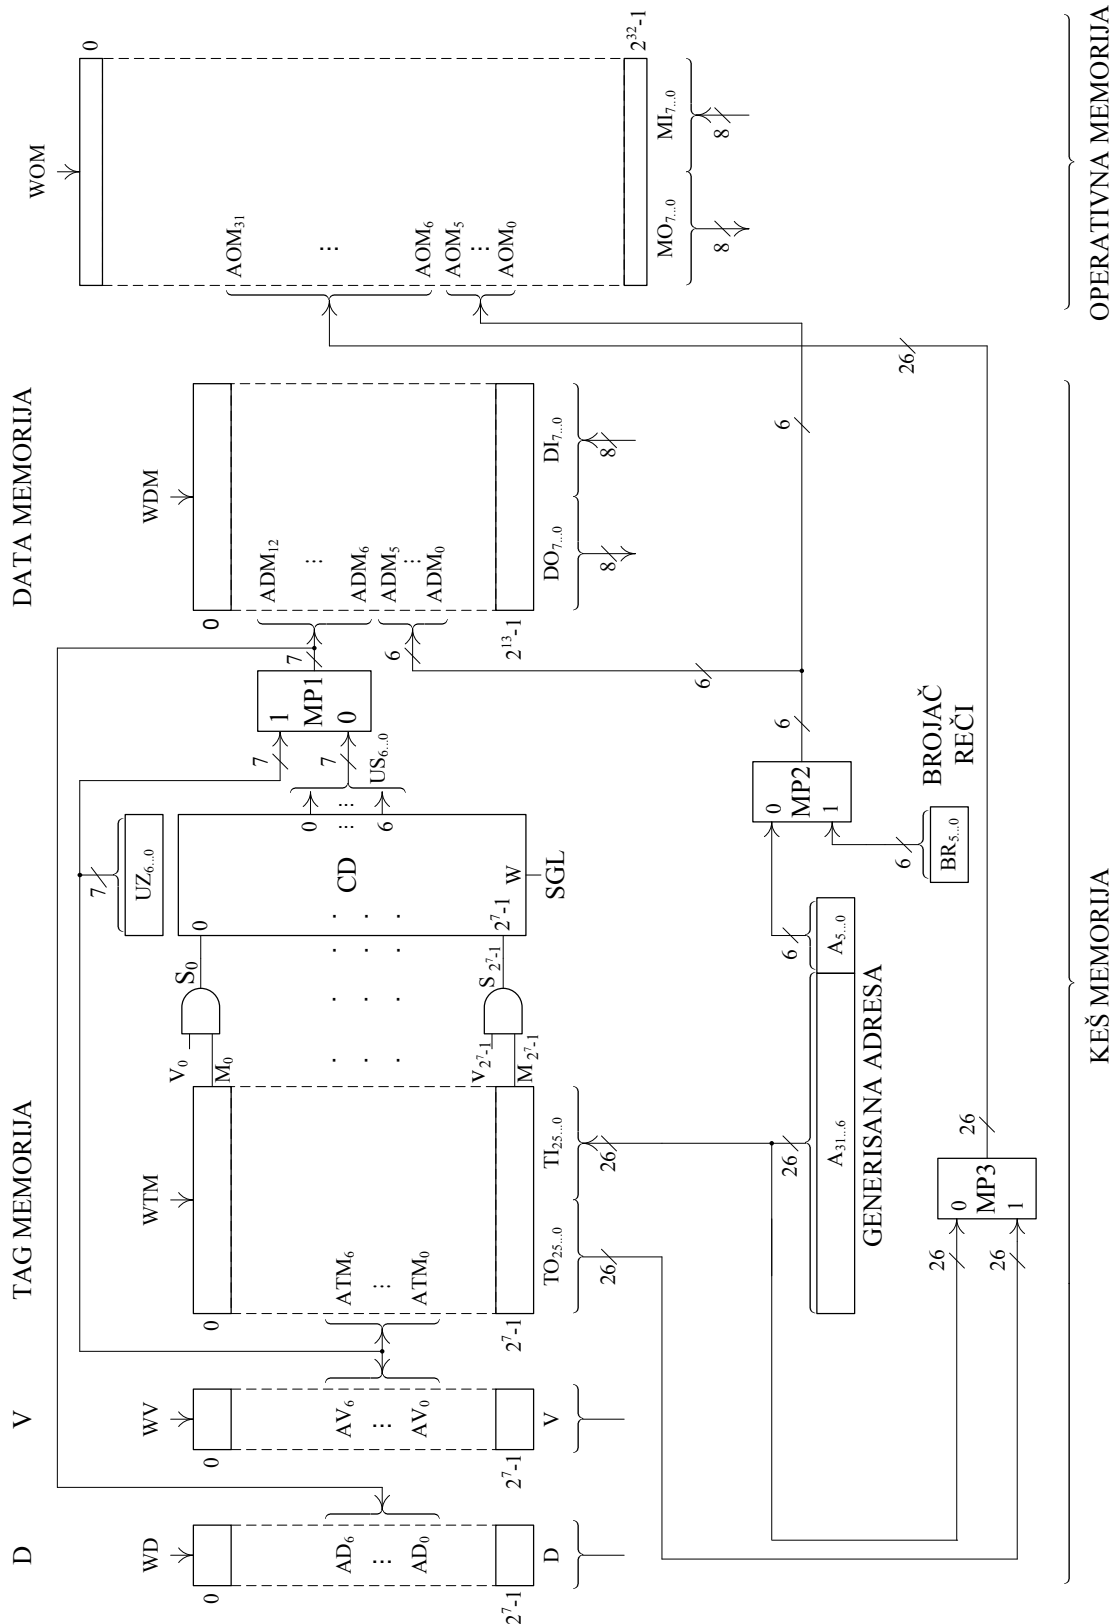 D
V
TAG MEMORIJA
DATA MEMORIJA
WD
0
AD₆
...
AD₀
2⁷-1
D
WV
0
AV₆
...
AV₀
2⁷-1
V
WTM
0
ATM₆
...
ATM₀
2⁷-1
TO₂₅...₀
TI₂₅...₀
26
26
V₀
M₀
S₀
V₂⁷₋₁
M₂⁷₋₁
S₂⁷₋₁
7
UZ₆...₀
0
CD
2⁷-1
W
SGL
0
...
6
US₆...₀
7
7
1
MP1
0
7
WDM
0
ADM₁₂
...
ADM₆
ADM₅
...
ADM₀
2¹³-1
DO₇...₀
DI₇...₀
8
8
6
6
WOM
0
AOM₃₁
...
AOM₆
AOM₅
...
AOM₀
2³²-1
MO₇...₀
MI₇...₀
8
8
26
A₃₁...₆
A₅...₀
GENERISANA ADRESA
6
0
MP2
1
6
6
6
BR₅...₀
BROJAČ
REČI
26
26
26
0
MP3
1
26
KEŠ MEMORIJA
OPERATIVNA MEMORIJA